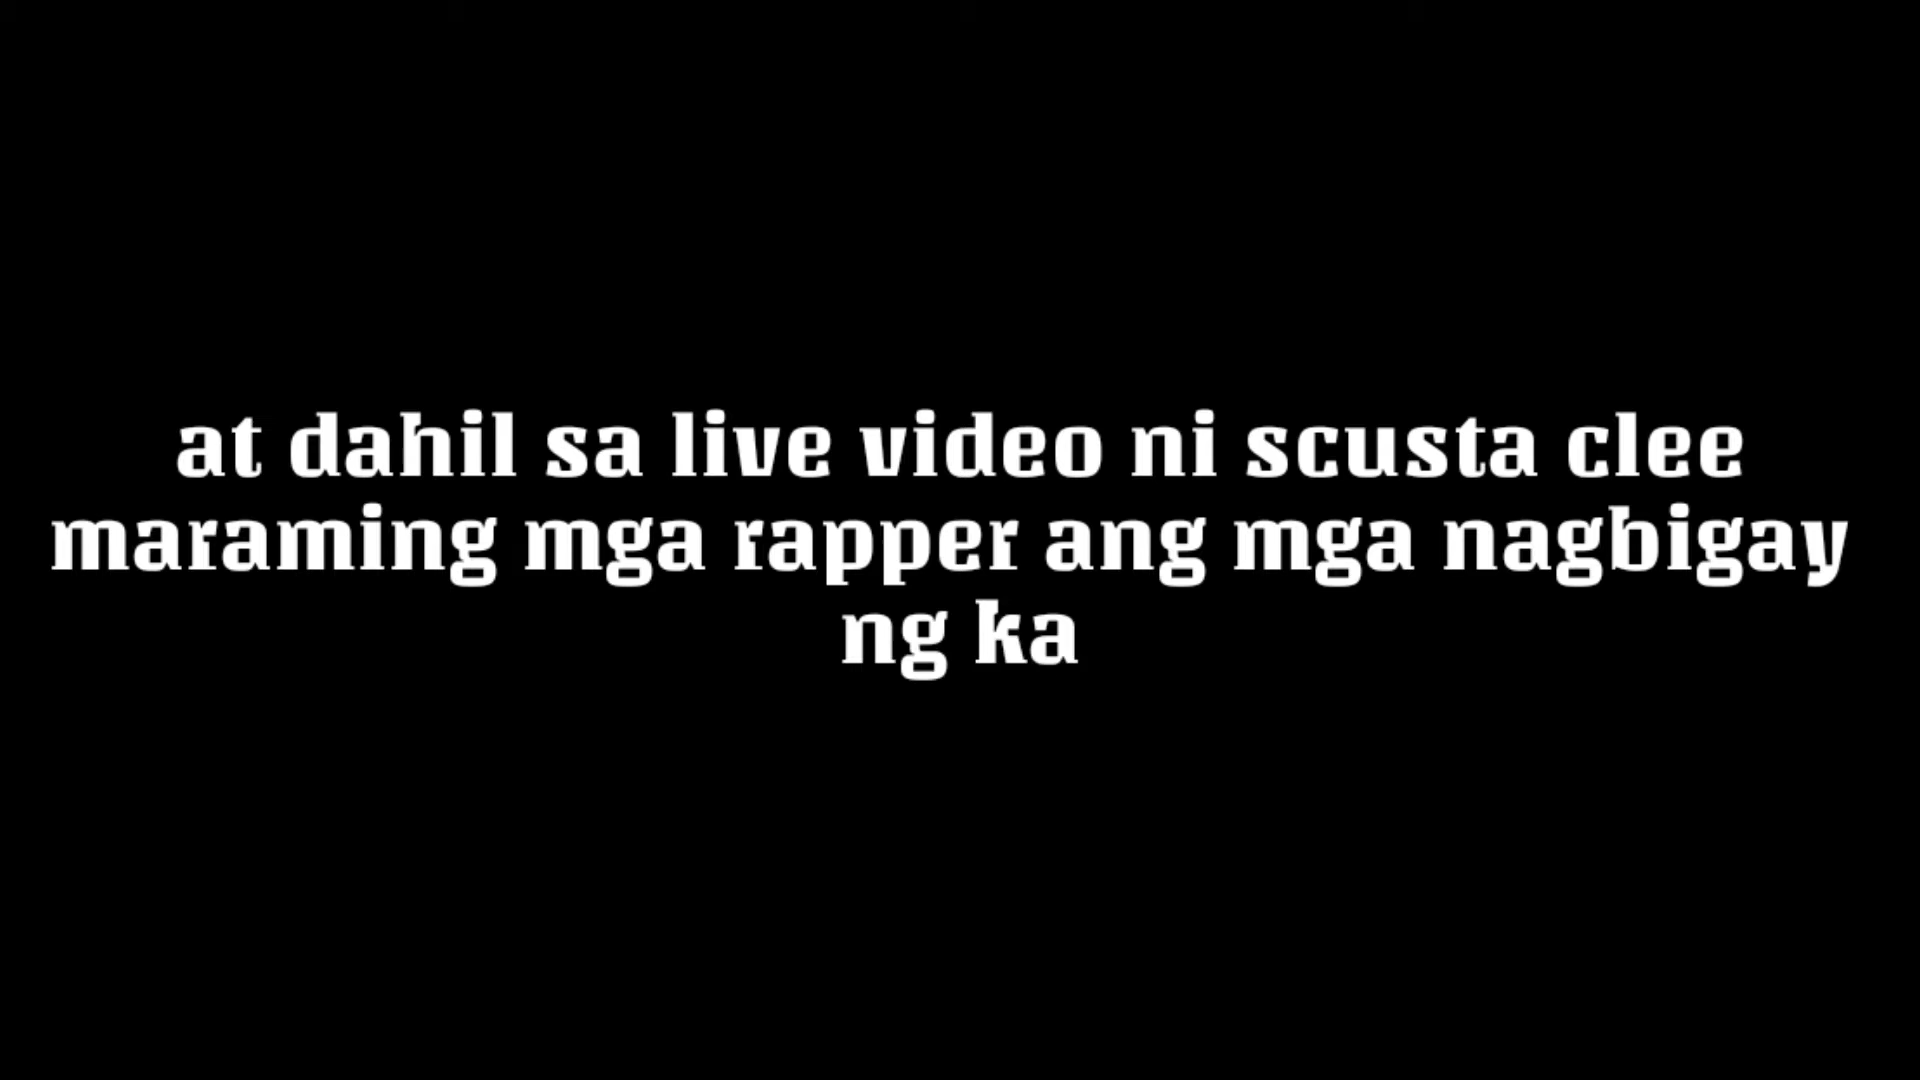 at dahil sa live video ni scusta clee
maraming mga rapper ang mga nagbigay
ng ka